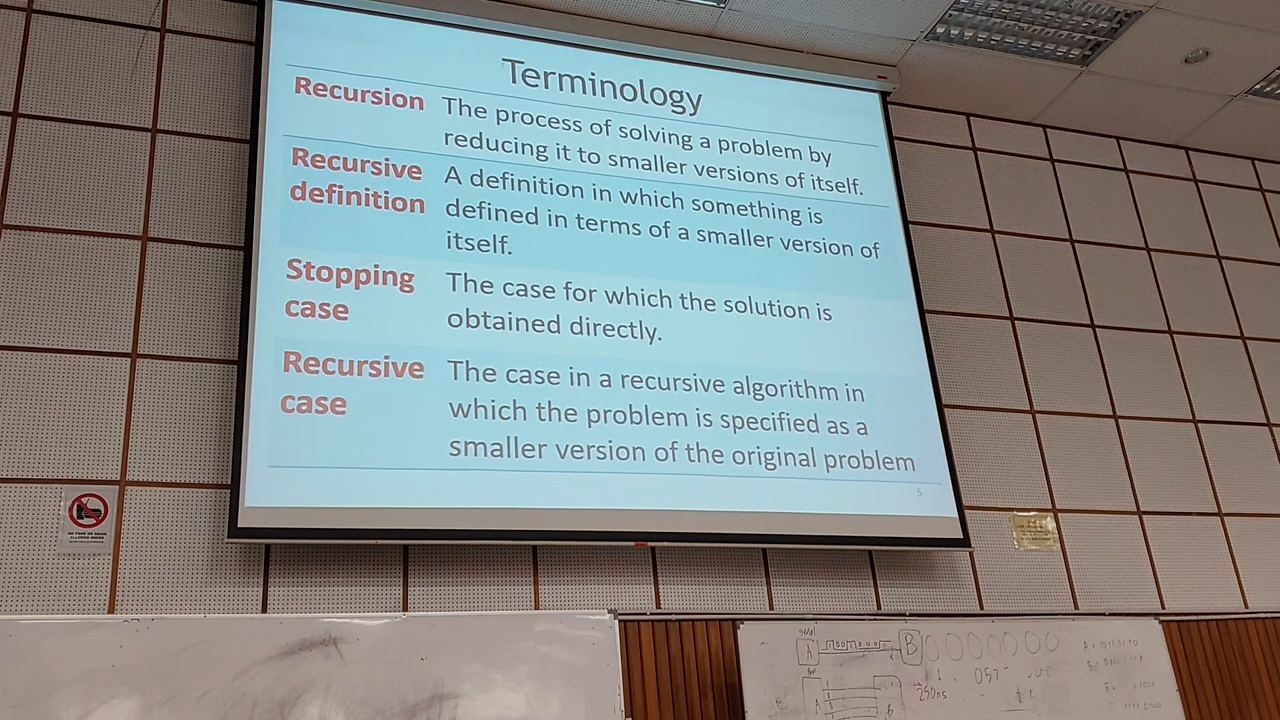 Terminology
Recursion The process of solving a problem by
reducing it to smaller versions of itself.
Recursive
definition
A definition in which something is
defined in terms of a smaller version of
itself.
Stopping
case
The case for which the solution is
obtained directly.
Recursive
case
The case in a recursive algorithm in
which the problem is specified as a
smaller version of the original problem
5
A
B
250ns